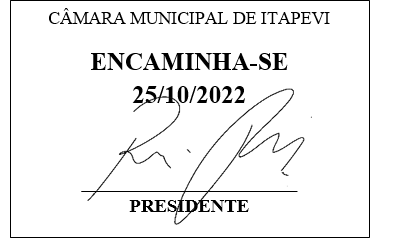 CÂMARA MUNICIPAL DE ITAPEVI
ENCAMINHA-SE
25/10/2022
PRESIDENTE